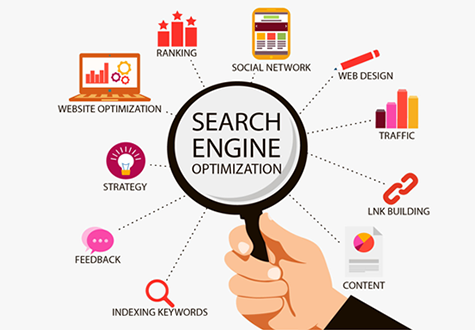 RANKING
SOCIAL NETWORK
WEB DESIGN
WEBSITE OPTIMIZATION
SEARCH
ENGINE
OPTIMIZATION
TRAFFIC
STRATEGY
LNK BUILDING
FEEDBACK
CONTENT
INDEXING KEYWORDS